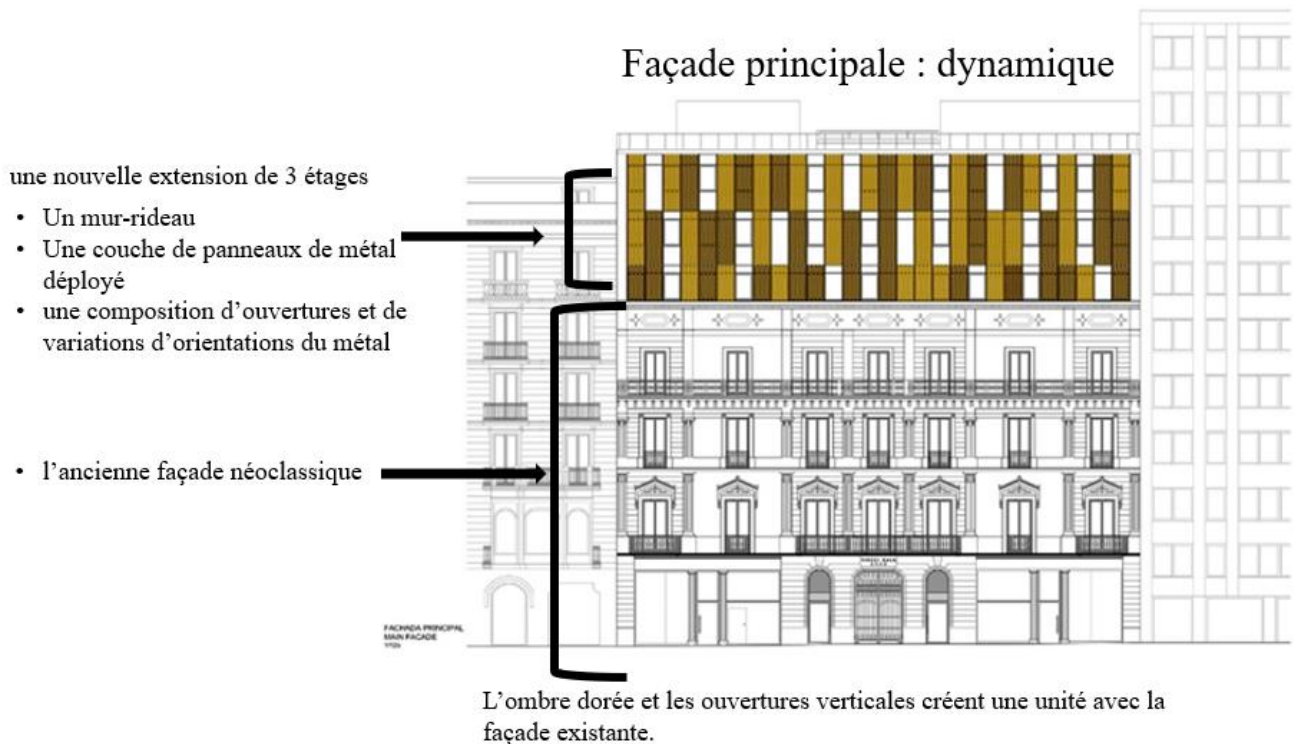 Façade principale : dynamique
une nouvelle extension de 3 étages
• Un mur-rideau
• Une couche de panneaux de métal
déployé
• une composition d’ouvertures et de
variations d’orientations du métal
• l’ancienne façade néoclassique
FACHADA PRINCIPAL
MAIN FACADE
L’ombre dorée et les ouvertures verticales créent une unité avec la
façade existante.